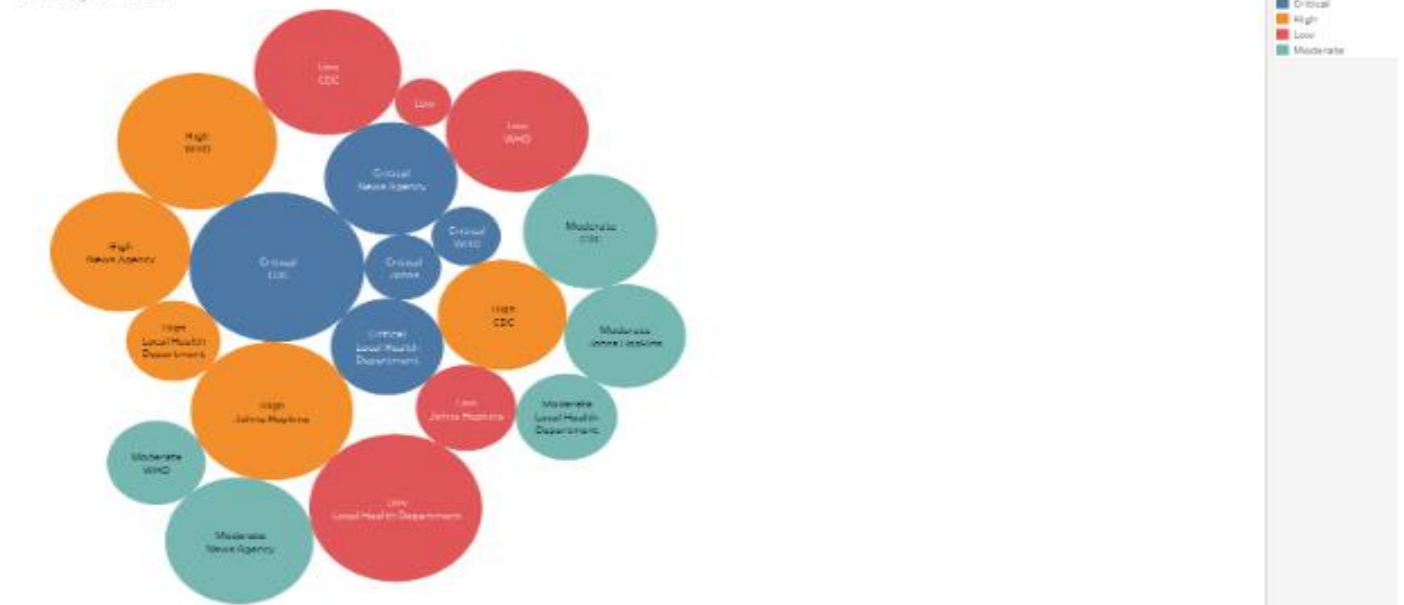 Critical
High
Low
Moderate
Low
CDC
Low
Low
WHO
High
WHO
Critical
News Agency
Moderate
CDC
Critical
WHO
High
News Agency
Critical
CDC
Critical
Johns
High
CDC
High
Local Health
Department
Critical
Local Health
Department
Moderate
Johns Hopkins
High
Johns Hopkins
Low
Johns Hopkins
Moderate
Local Health
Department
Moderate
WHO
Low
Local Health Department
Moderate
News Agency